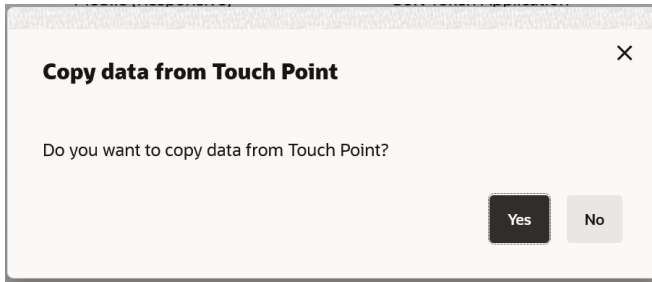 Copy data from Touch Point
Do you want to copy data from Touch Point?
Yes No